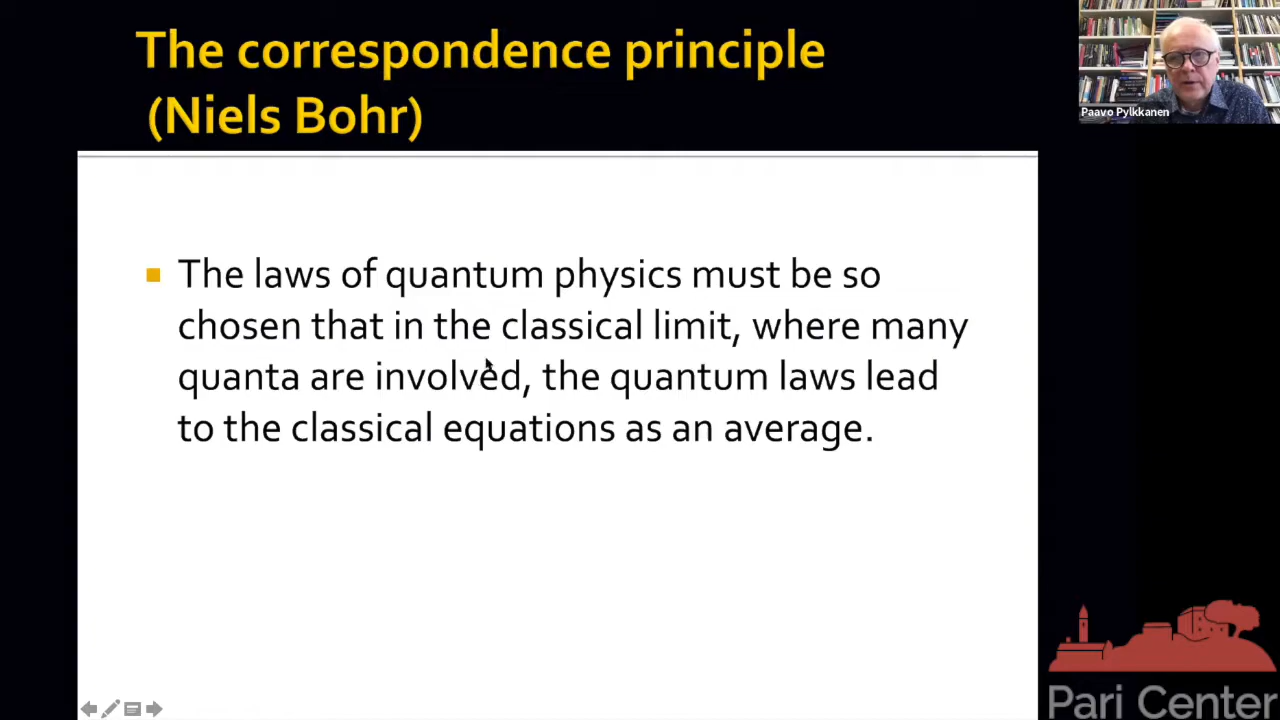 The correspondence principle
(Niels Bohr)
Paavo Pylkkanen
The laws of quantum physics must be so
chosen that in the classical limit, where many
quanta are involved, the quantum laws lead
to the classical equations as an average.
Pari Center